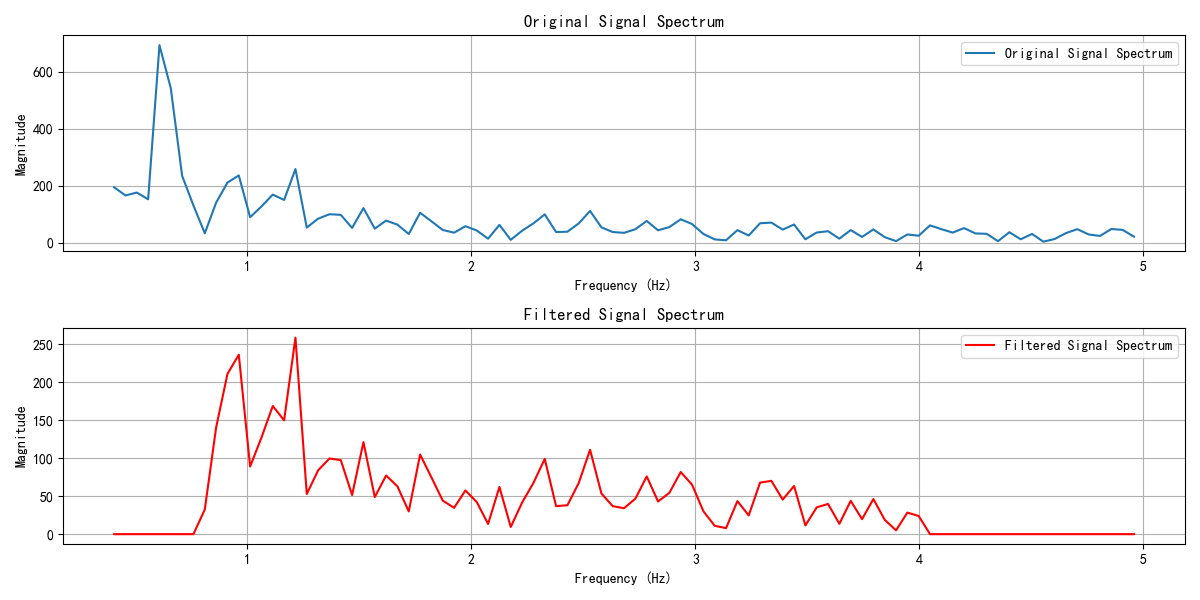 Original Signal Spectrum
Original Signal Spectrum
Magnitude
600
400
200
0
1 2 3 4 5
Frequency (Hz)
Filtered Signal Spectrum
Filtered Signal Spectrum
Magnitude
250
200
150
100
50
0
1 2 3 4 5
Frequency (Hz)